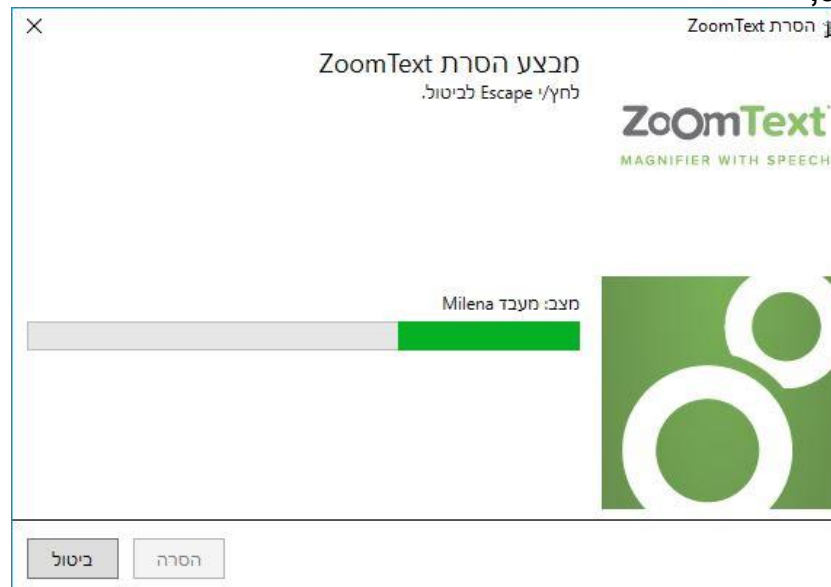 הסרת ZoomText
מבצע הסרת ZoomText
לחץ/י Escape לביטול.
ZoomText
MAGNIFIER WITH SPEECH
מצב: מעבד Milena
הסרה
ביטול